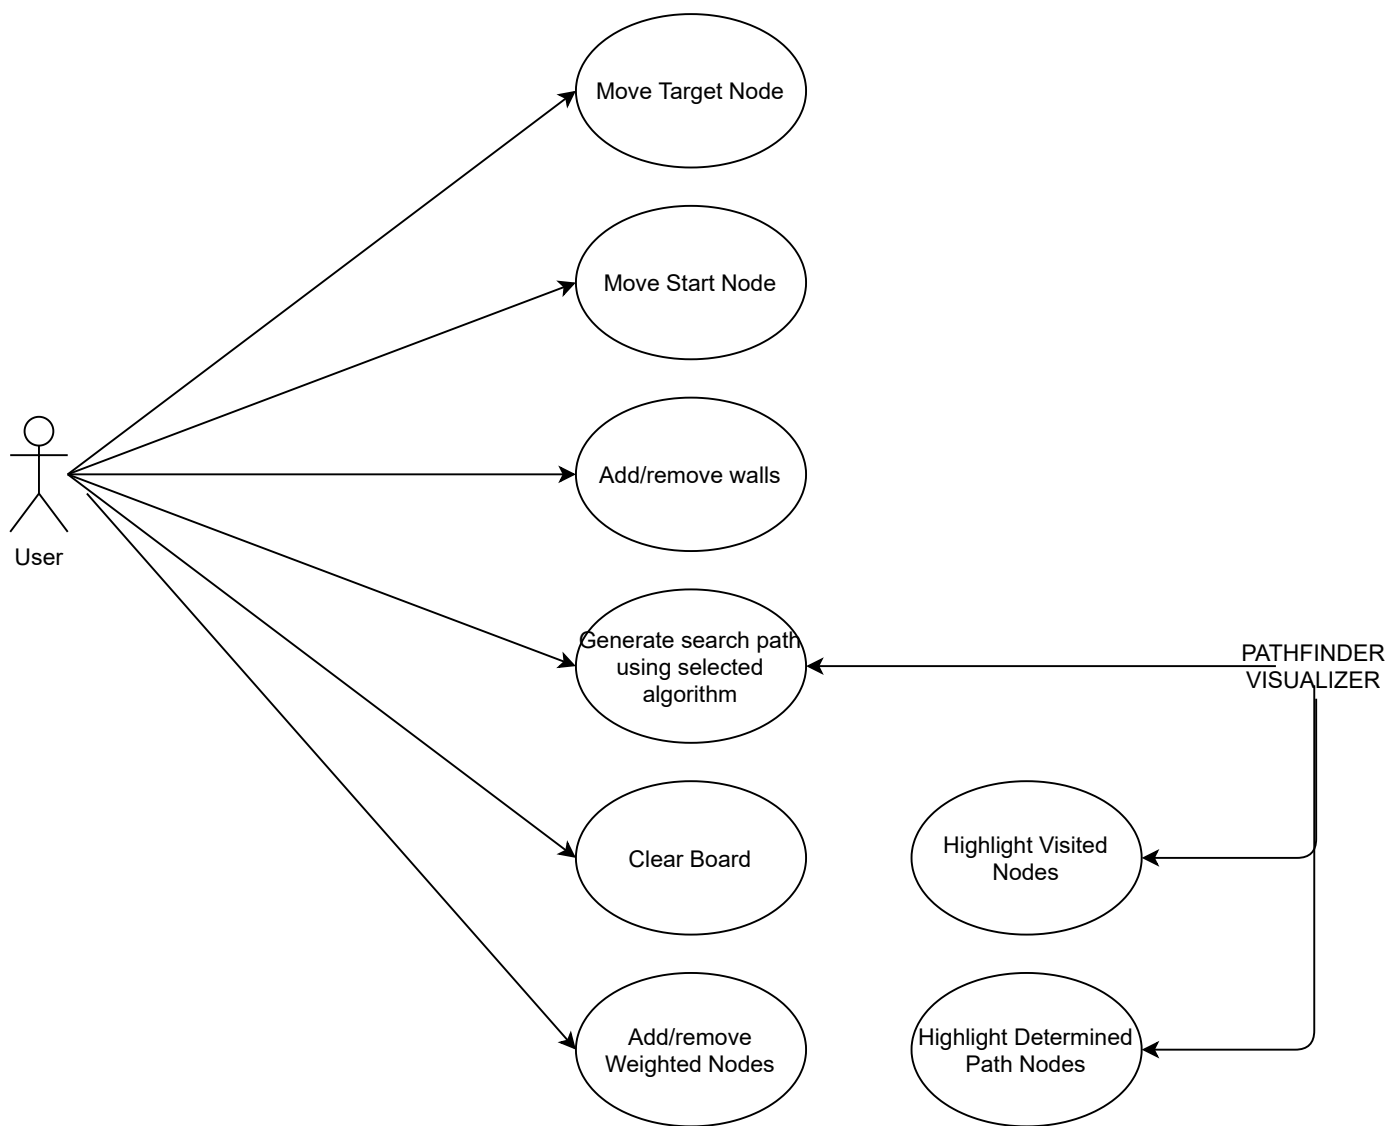 Move Target Node
Move Start Node
Add/remove walls
User
Generate search path
using selected
algorithm
PATHFINDER
VISUALIZER
Clear Board
Highlight Visited
Nodes
Add/remove
Weighted Nodes
Highlight Determined
Path Nodes